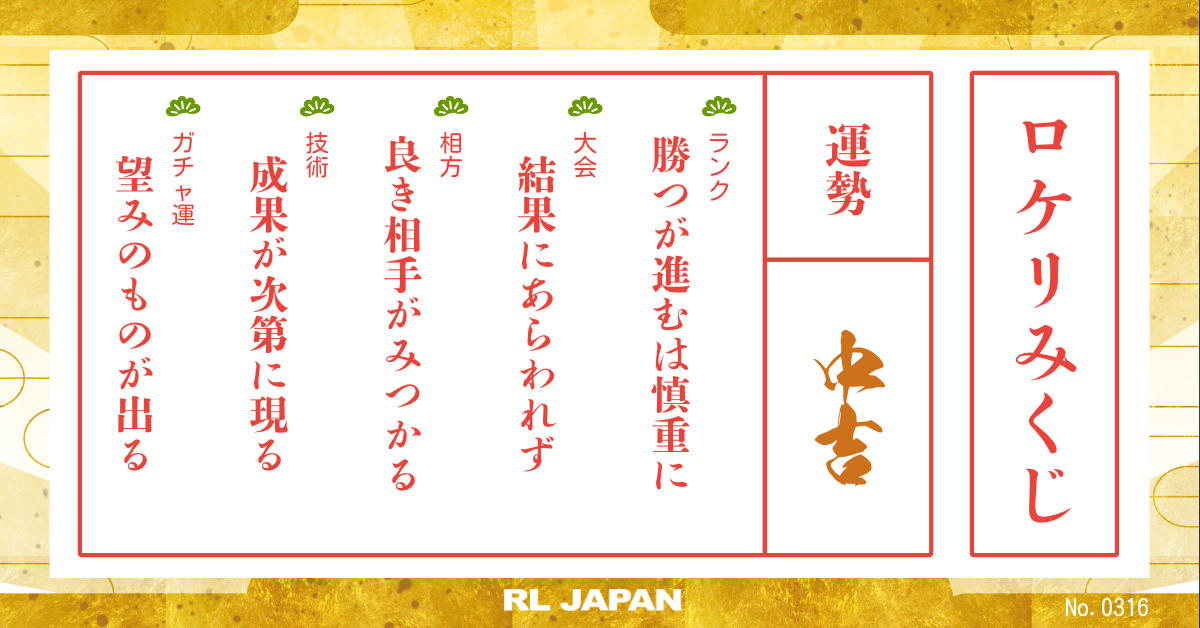 ロケリみくじ
運勢
中吉
ランク
勝つが進むは慎重に
大会
結果にあらわれず
相方
良き相手がみつかる
技術
成果が次第に現る
ガチャ運
望みのものが出る
RL JAPAN
No. 0316